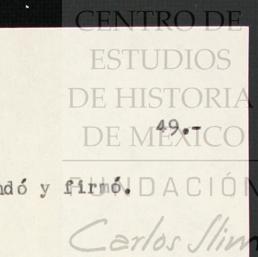 CENTRO DE
ESTUDIOS
DE HISTORIA
DE MÉXICO
49.-
ndó y firmó.
FUNDACIÓN
Carlos Slim